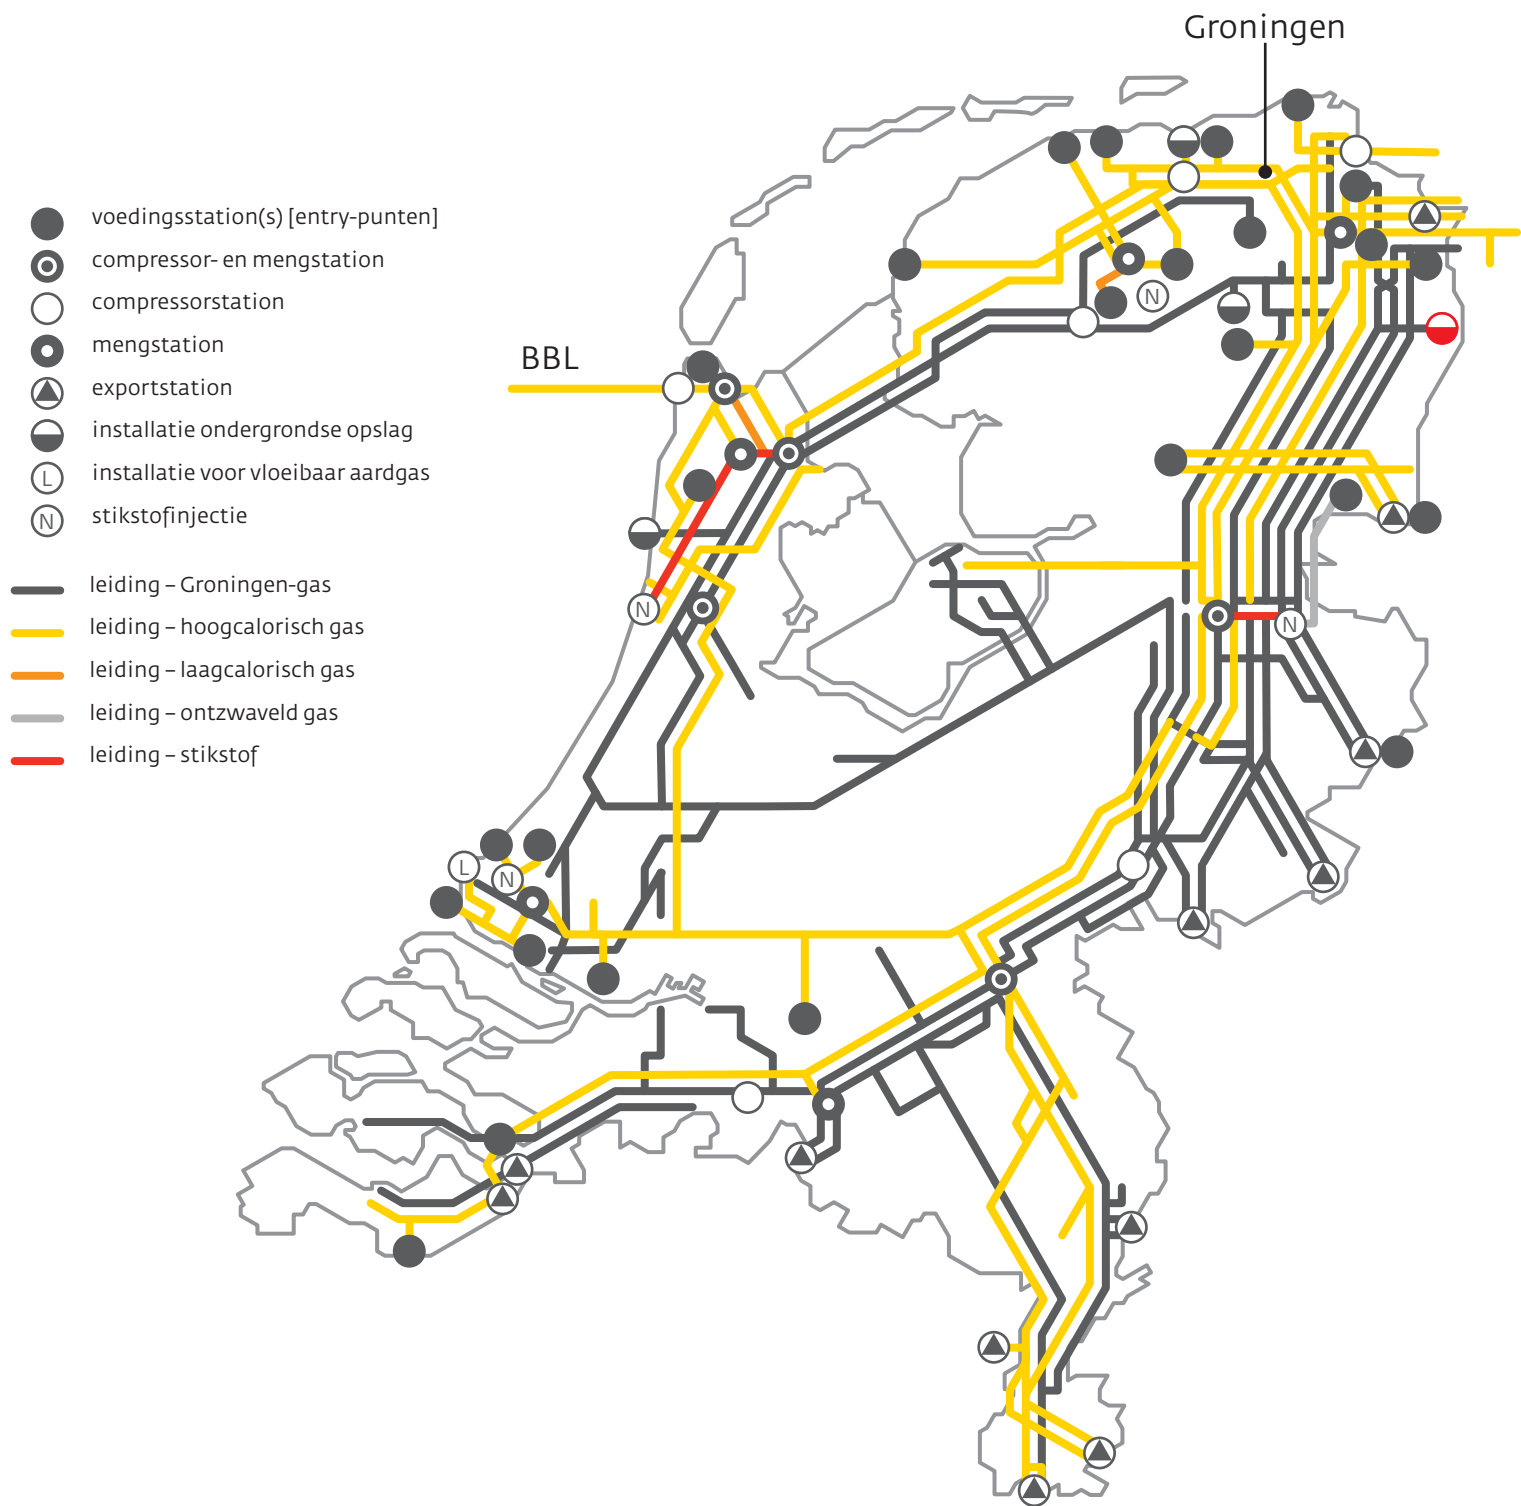 Groningen
voedingsstation(s) [entry-punten]
compressor- en mengstation
compressorstation
mengstation
exportstation
installatie ondergrondse opslag
L installatie voor vloeibaar aardgas
N stikstofinjectie
leiding – Groningen-gas
leiding – hoogcalorisch gas
leiding – laagcalorisch gas
leiding – ontzwaveld gas
leiding – stikstof
BBL
N
N
N
L
N